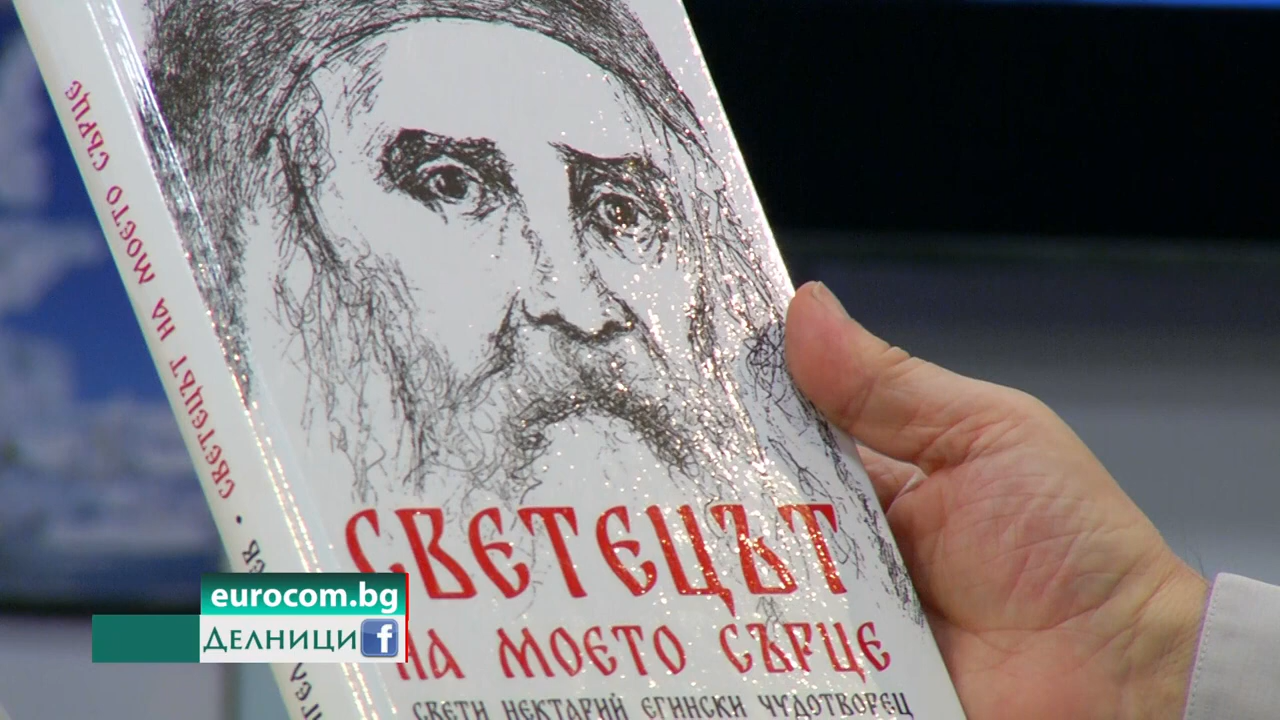 СВЕТЕЦЪТ НА МОЕТО СЪРЦЕ
СВЕТЕЦЪТ
НА МОЕТО СЪРЦЕ
СВЕТИ НЕКТАРИЙ ЕГИНСКИ ЧУДОТВОРЕЦ
eurocom.bg
Делници f